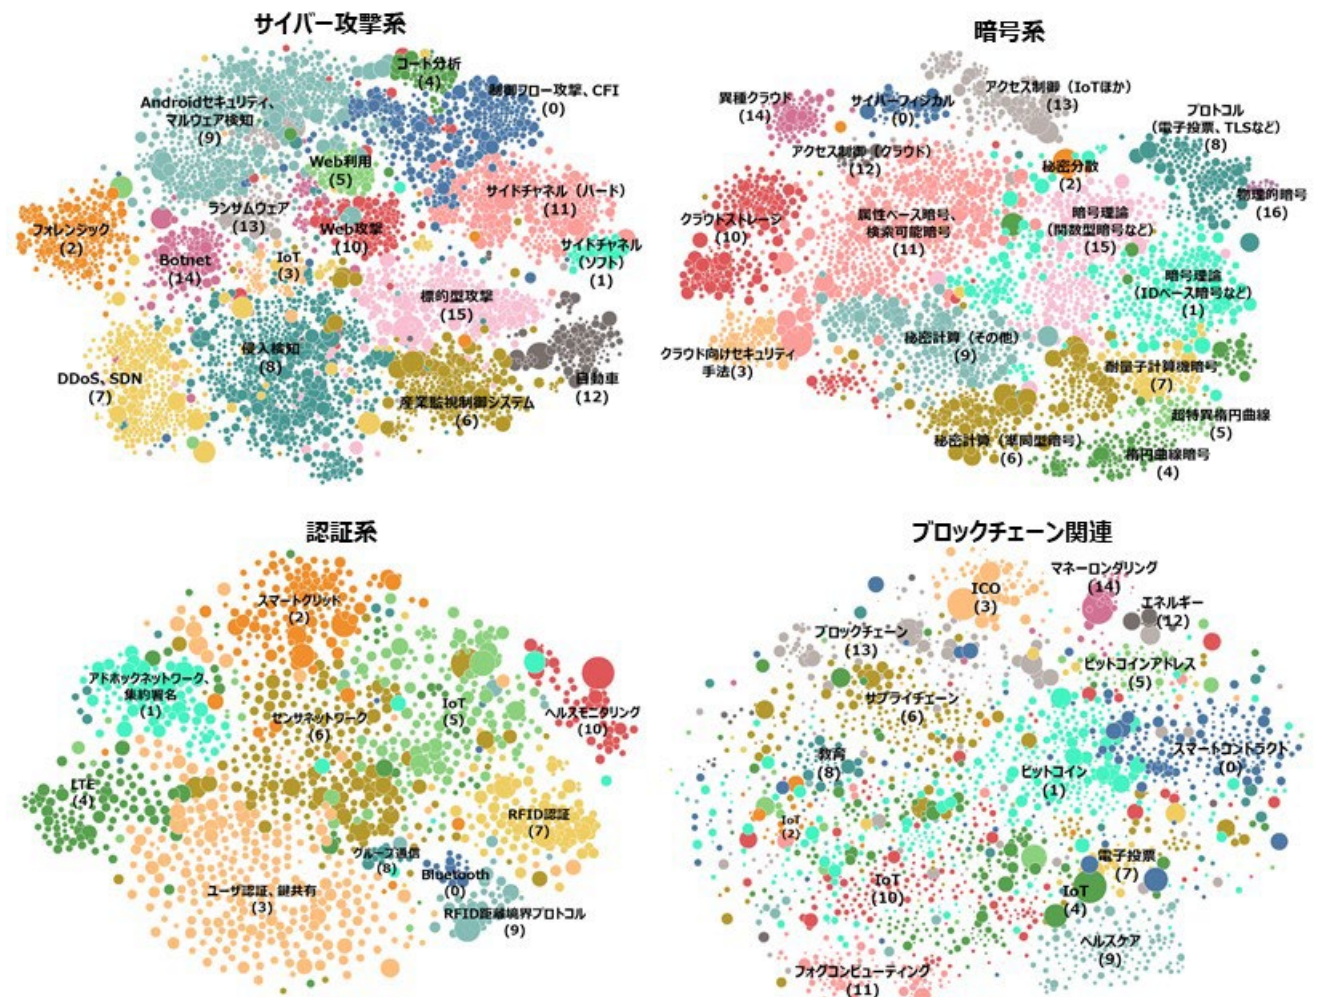 サイバー攻撃系
コード分析
(4)
制御フロー攻撃、CFI
(0)
Androidセキュリティ、
マルウェア検知
(9)
Web利用
(5)
サイドチャネル（ハード）
(11)
ランサムウェア
(13)
Web攻撃
(10)
フォレンジック
(2)
Botnet
(14)
IoT
(3)
サイドチャネル
（ソフト）
(1)
標的型攻撃
(15)
侵入検知
(8)
DDoS、SDN
(7)
自動車
(12)
産業監視制御システム
(6)
暗号系
アクセス制御（IoTほか）
(13)
異種クラウド
(14)
サイバーフィジカル
(0)
プロトコル
（電子投票、TLSなど）
(8)
アクセス制御（クラウド）
(12)
秘密分散
(2)
物理的暗号
(16)
クラウドストレージ
(10)
属性ベース暗号、
検索可能暗号
(11)
暗号理論
（関数型暗号など）
(15)
暗号理論
（IDベース暗号など）
(1)
秘密計算（その他）
(9)
クラウド向けセキュリティ
手法(3)
耐量子計算機暗号
(7)
超特異楕円曲線
(5)
秘密計算（準同型暗号）
(6)
楕円曲線暗号
(4)
認証系
スマートグリッド
(2)
アドホックネットワーク、
集約署名
(1)
センサネットワーク
(6)
IoT
(5)
ヘルスモニタリング
(10)
LTE
(4)
RFID認証
(7)
グループ通信
(8)
Bluetooth
(0)
ユーザ認証、鍵共有
(3)
RFID距離境界プロトコル
(9)
ブロックチェーン関連
マネーロンダリング
(14)
ICO
(3)
エネルギー
(12)
ブロックチェーン
(13)
ビットコインアドレス
(5)
サプライチェーン
(6)
教育
(8)
スマートコントラクト
(0)
ビットコイン
(1)
IoT
(2)
電子投票
(7)
IoT
(10)
IoT
(4)
ヘルスケア
(9)
フォグコンピューティング
(11)